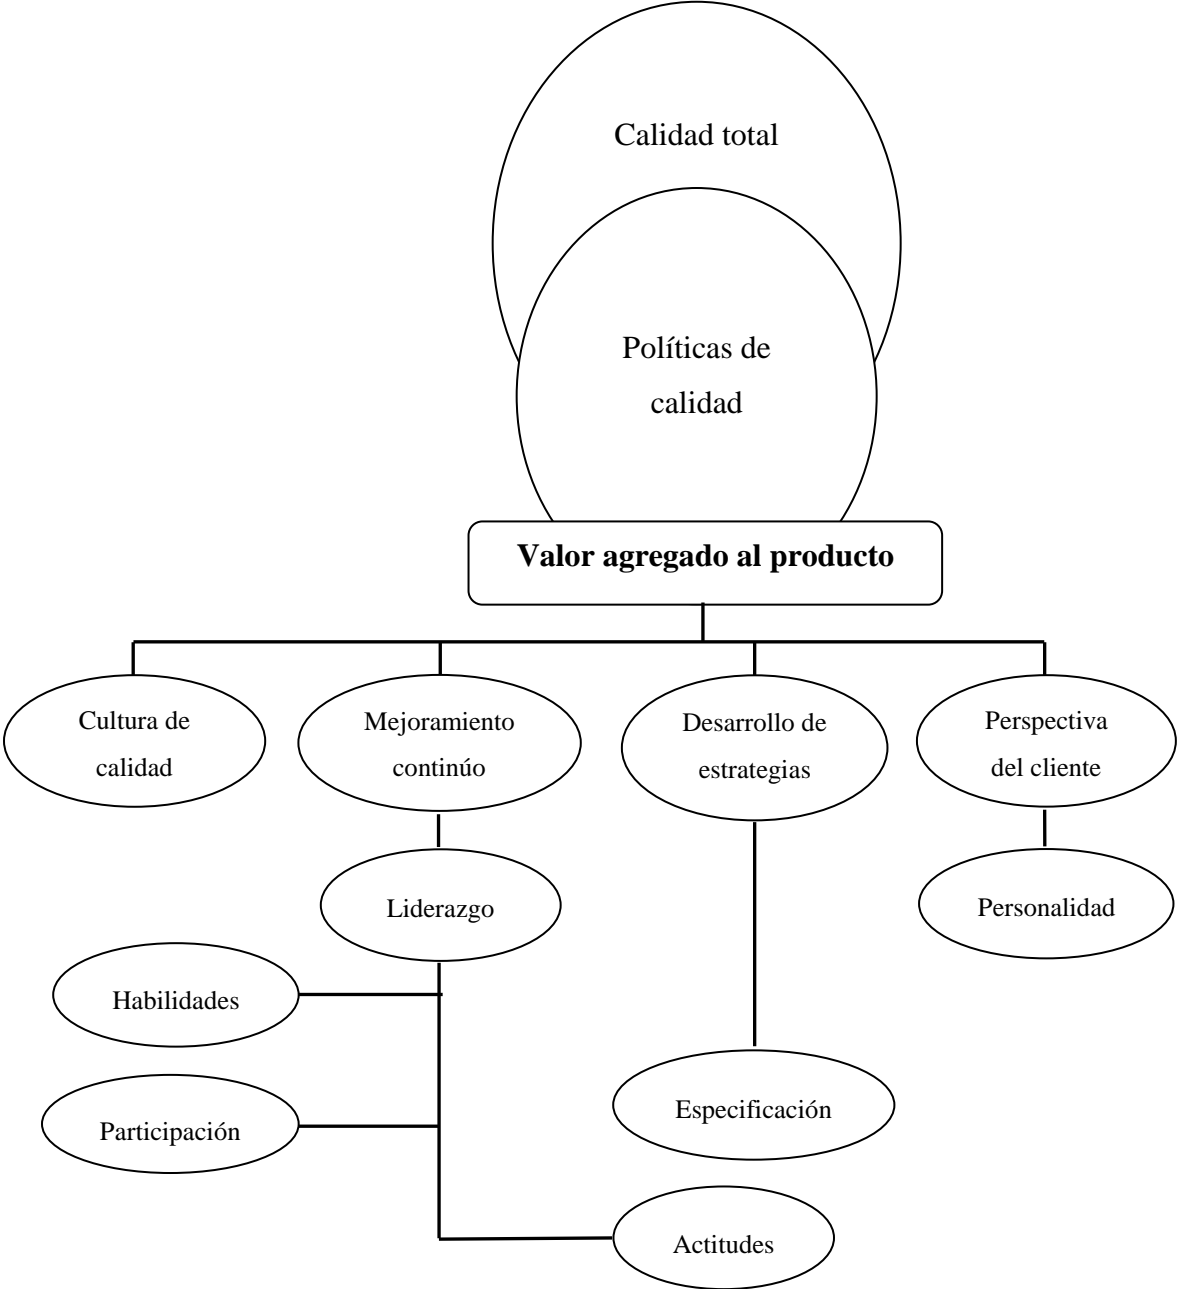 Calidad total
Políticas de
calidad
Valor agregado al producto
Cultura de
calidad
Mejoramiento
continúo
Desarrollo de
estrategias
Perspectiva
del cliente
Liderazgo
Personalidad
Habilidades
Participación
Especificación
Actitudes